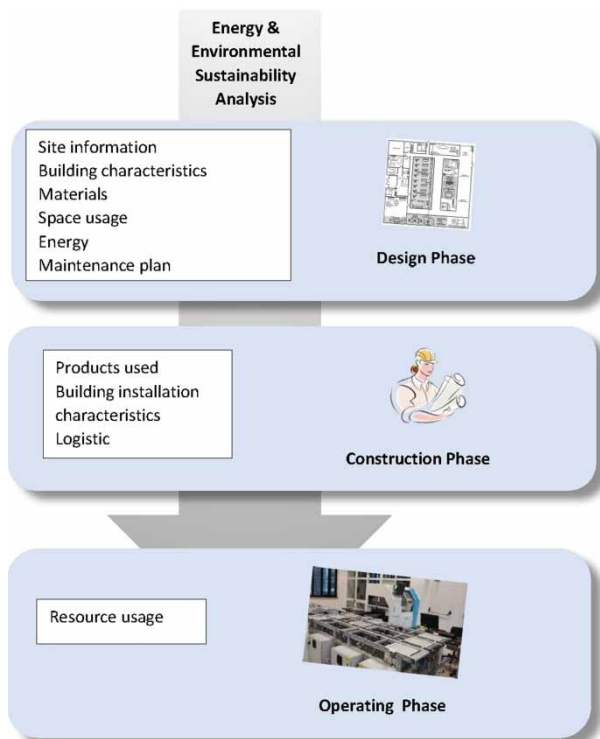 Energy &
Environmental
Sustainability
Analysis
Site information
Building characteristics
Materials
Space usage
Energy
Maintenance plan
Design Phase
Products used
Building installation
characteristics
Logistic
Construction Phase
Resource usage
Operating Phase